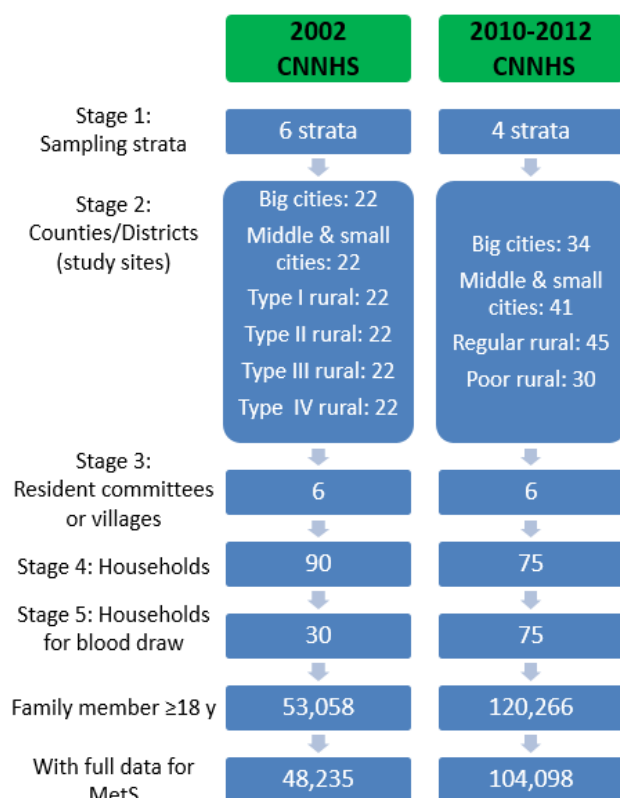 2002
CNNHS
2010-2012
CNNHS
Stage 1:
Sampling strata
6 strata
4 strata
Stage 2:
Counties/Districts
(study sites)
Big cities: 22
Middle & small
cities: 22
Type I rural: 22
Type II rural: 22
Type III rural: 22
Type IV rural: 22
Big cities: 34
Middle & small
cities: 41
Regular rural: 45
Poor rural: 30
Stage 3:
Resident committees
or villages
6
6
Stage 4: Households
90
75
Stage 5: Households
for blood draw
30
75
Family member ≥18 y
53,058
120,266
With full data for
MetS
48,235
104,098